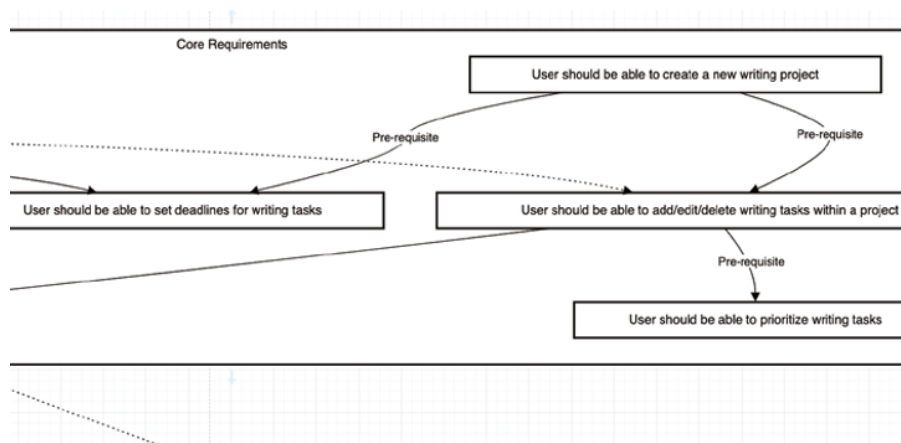 Core Requirements
User should be able to create a new writing project
Pre-requisite
Pre-requisite
User should be able to set deadlines for writing tasks
User should be able to add/edit/delete writing tasks within a project
Pre-requisite
User should be able to prioritize writing tasks